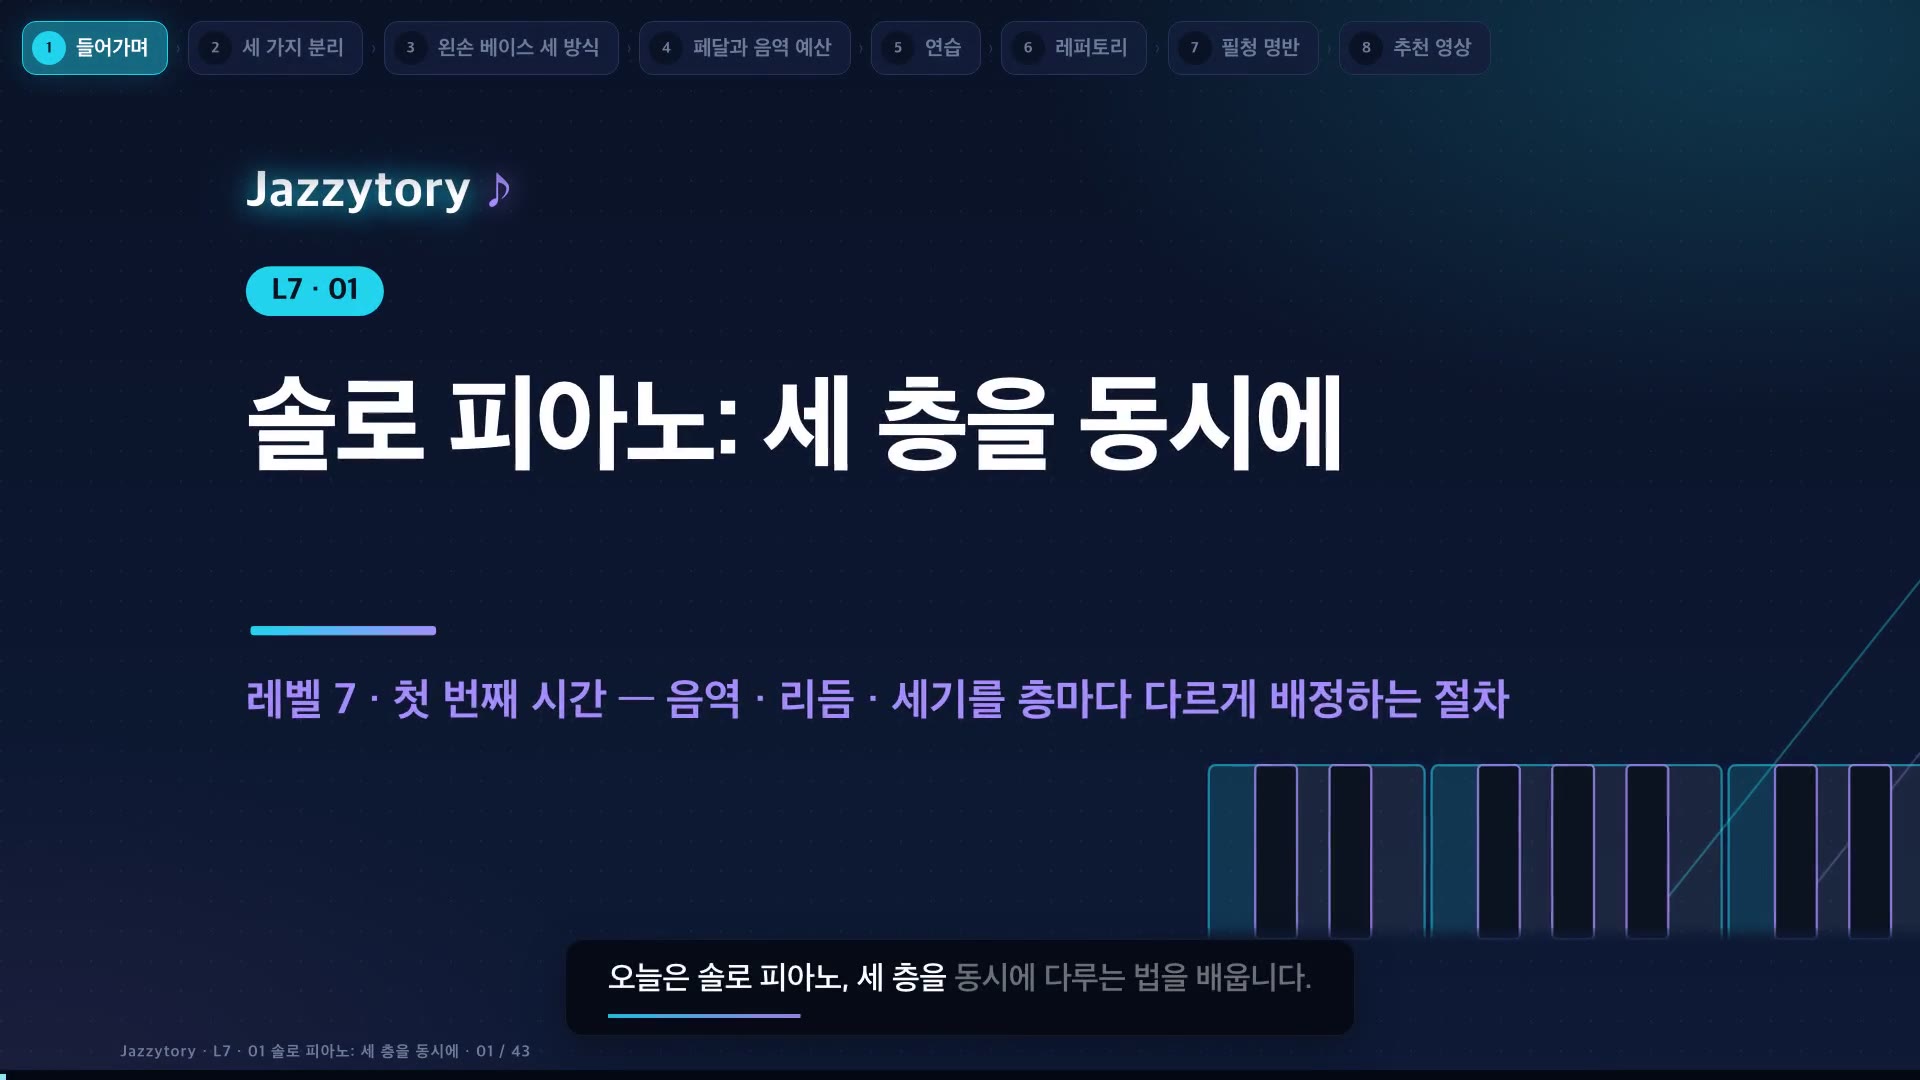 1 들어가며 › 2 세 가지 분리 › 3 왼손 베이스 세 방식 › 4 페달과 음역 예산 › 5 연습 › 6 레퍼토리 › 7 필청 명반 › 8 추천 영상
Jazzytory ♪
L7 · 01
솔로 피아노: 세 층을 동시에
레벨 7 · 첫 번째 시간 — 음역 · 리듬 · 세기를 층마다 다르게 배정하는 절차
오늘은 솔로 피아노, 세 층을 동시에 다루는 법을 배웁니다.
Jazzytory · L7 · 01 솔로 피아노: 세 층을 동시에 · 01 / 43